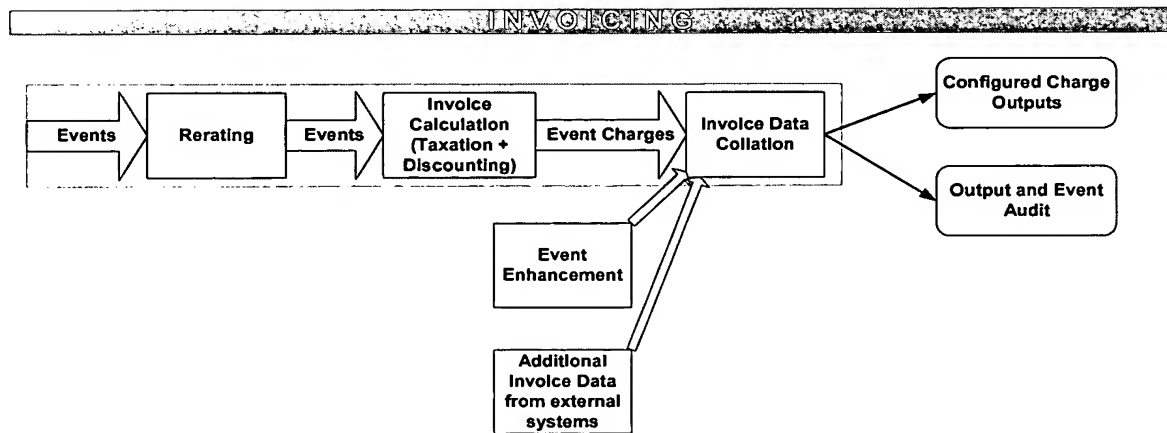 INVOICING
Events
Rerating
Events
Invoice
Calculation
(Taxation +
Discounting)
Event Charges
Invoice Data
Collation
Configured Charge
Outputs
Output and Event
Audit
Event
Enhancement
Additional
Invoice Data
from external
systems